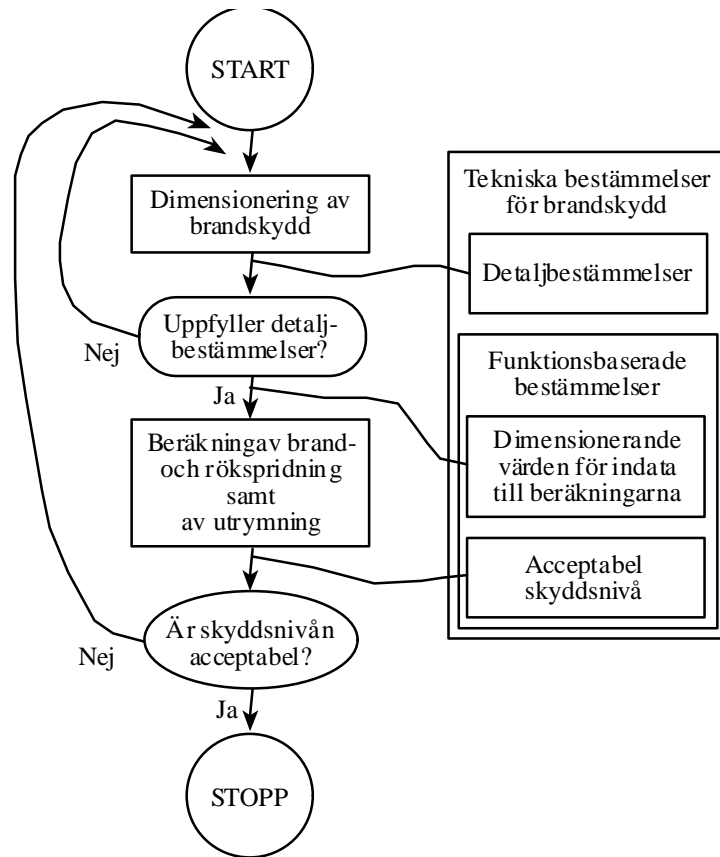 START
Dimensionering av
brandskydd
Uppfyller detalj-
bestämmelser?
Nej
Ja
Beräkningav brand-
och rökspridning
samt
av utrymning
Är skyddsnivån
acceptabel?
Nej
Ja
STOPP
Tekniska bestämmelser
för brandskydd
Detaljbestämmelser
Funktionsbaserade
bestämmelser
Dimensionerande
värden för indata
till beräkningarna
Acceptabel
skyddsnivå